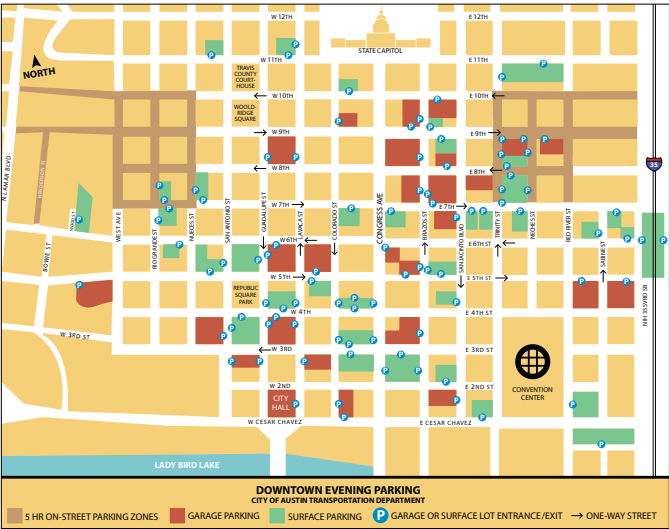 W 12TH
E 12TH
STATE CAPITOL
W 11TH
E 11TH
NORTH
TRAVIS
COUNTY
COURT-
HOUSE
W 10TH
E 10TH
WOOLD-
RIDGE
SQUARE
W 9TH
E 9TH
W 8TH
E 8TH
35
N LAMAR BLVD
WEST AVE
RIO GRANDE ST
NUECES ST
SAN ANTONIO ST
GUADALUPE ST
LAVACA ST
COLORADO ST
CONGRESS AVE
BRAZOS ST
SAN JACINTO BLVD
TRINITY ST
NECHES ST
RED RIVER ST
SABINE ST
NIH 35 SVRD SB
BOWIE ST
W 7TH
E 7TH
W 6TH
E 6TH ST
W 5TH
E 5TH ST
REPUBLIC
SQUARE
PARK
W 4TH
E 4TH ST
W 3RD ST
W 3RD
E 3RD ST
W 2ND
E 2ND ST
CITY
HALL
CONVENTION
CENTER
W CESAR CHAVEZ
E CESAR CHAVEZ
LADY BIRD LAKE
DOWNTOWN EVENING PARKING
CITY OF AUSTIN TRANSPORTATION DEPARTMENT
5 HR ON-STREET PARKING ZONES
GARAGE PARKING
SURFACE PARKING
P GARAGE OR SURFACE LOT ENTRANCE/EXIT
→ ONE-WAY STREET